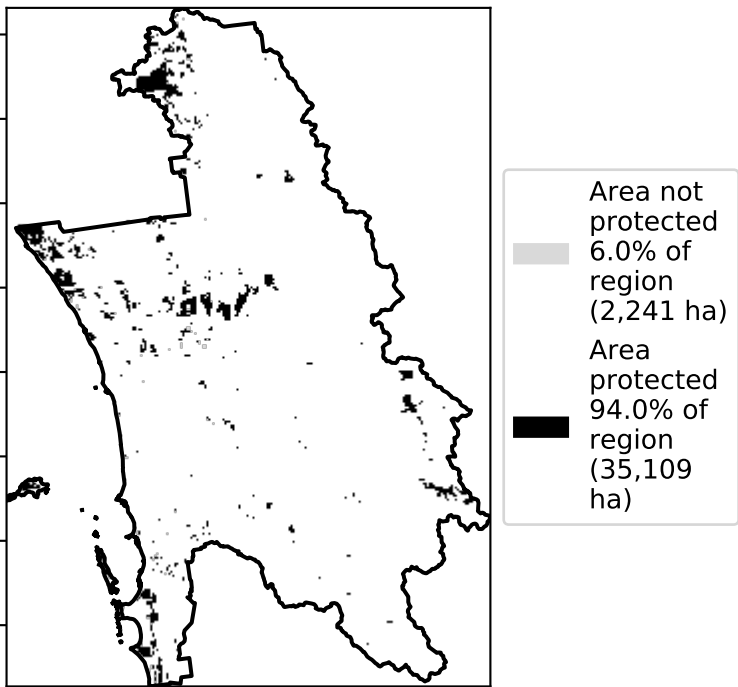 Area not
protected
6.0% of
region
(2,241 ha)
Area
protected
94.0% of
region
(35,109
ha)